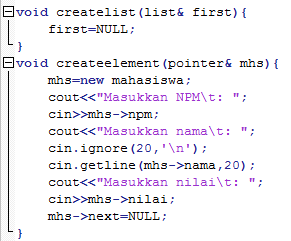 void createlist(list& first){
first=NULL;
}
void createelement(pointer& mhs){
mhs=new mahasiswa;
cout<<"Masukkan NPM\t: ";
cin>>mhs->npm;
cout<<"Masukkan nama\t: ";
cin.ignore(20,'\n');
cin.getline(mhs->nama,20);
cout<<"Masukkan nilai\t: ";
cin>>mhs->nilai;
mhs->next=NULL;
}